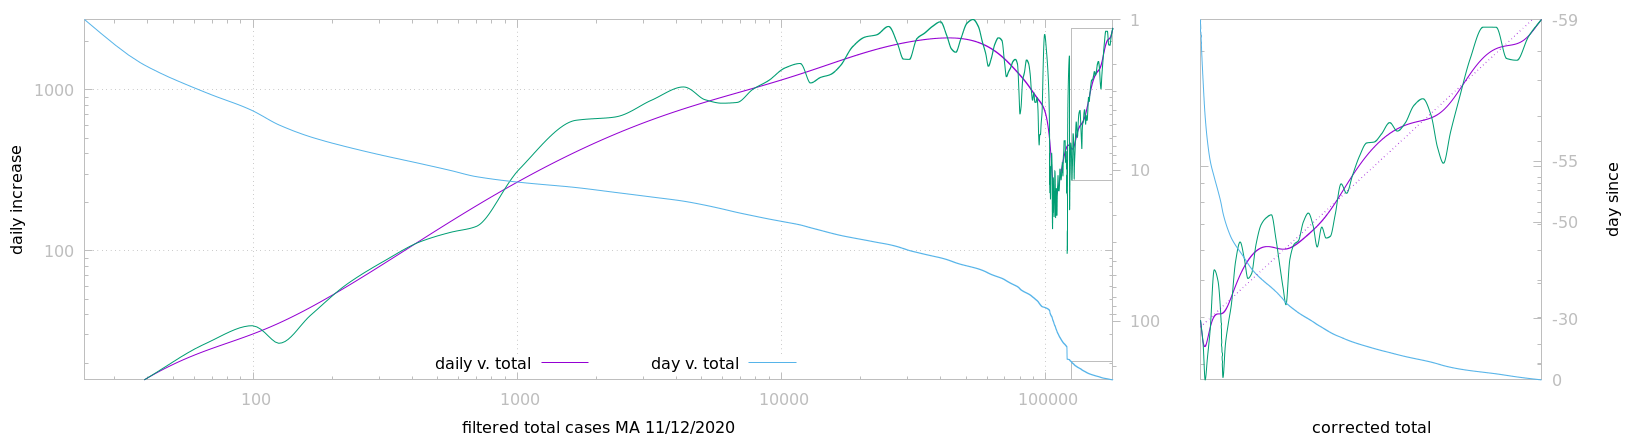 1 -59
1000
10 -55
-50
100
100 -30
0
daily increase
daily v. total day v. total
day since
100 1000 10000 100000
filtered total cases MA 11/12/2020 corrected total